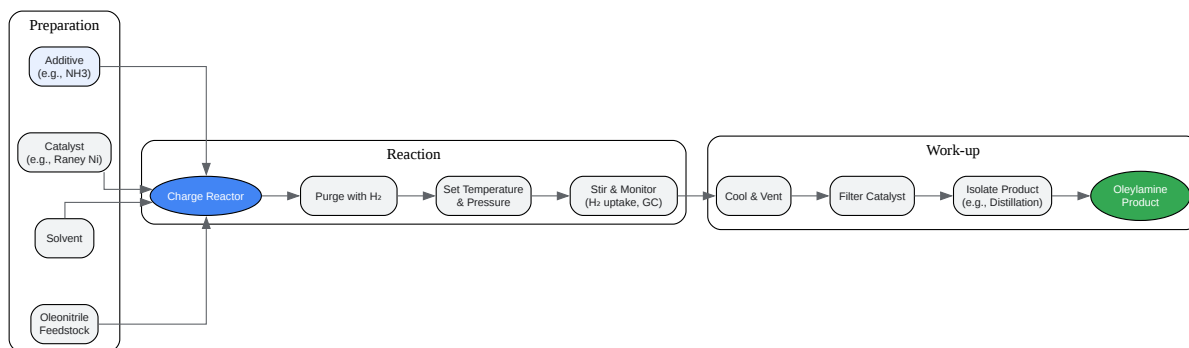 Preparation
Additive
(e.g., NH3)
Catalyst
(e.g., Raney Ni)
Solvent
Oleonitrile
Feedstock
Reaction
Charge Reactor
Purge with H₂
Set Temperature
& Pressure
Stir & Monitor
(H₂ uptake, GC)
Work-up
Cool & Vent
Filter Catalyst
Isolate Product
(e.g., Distillation)
Oleylamine
Product